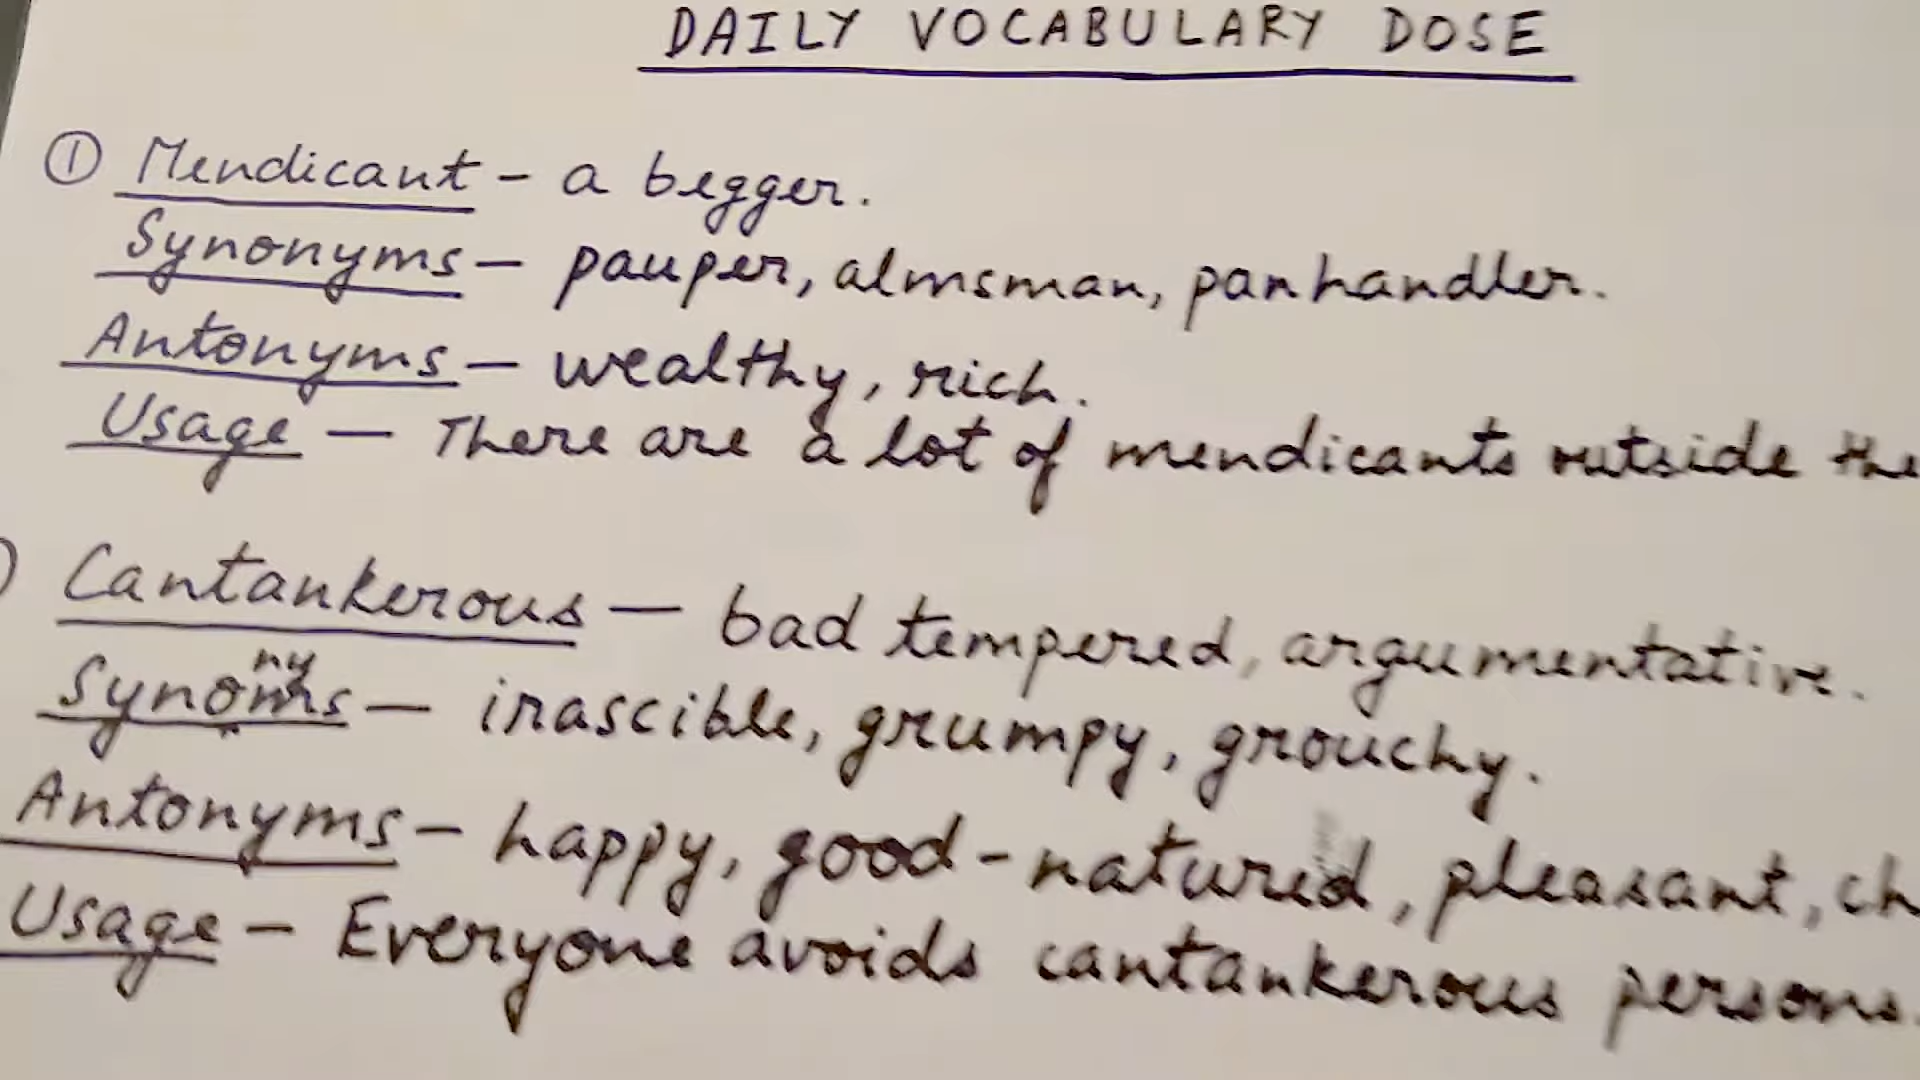 DAILY VOCABULARY DOSE
① Mendicant - a begger.
Synonyms — pauper, almsman, panhandler.
Antonyms — wealthy, rich.
Usage — There are a lot of mendicants outside the
Cantankerous — bad tempered, argumentative.
Synonyms — irascible, grumpy, grouchy.
Antonyms — happy, good-natured, pleasant, ch
Usage — Everyone avoids cantankerous persons.